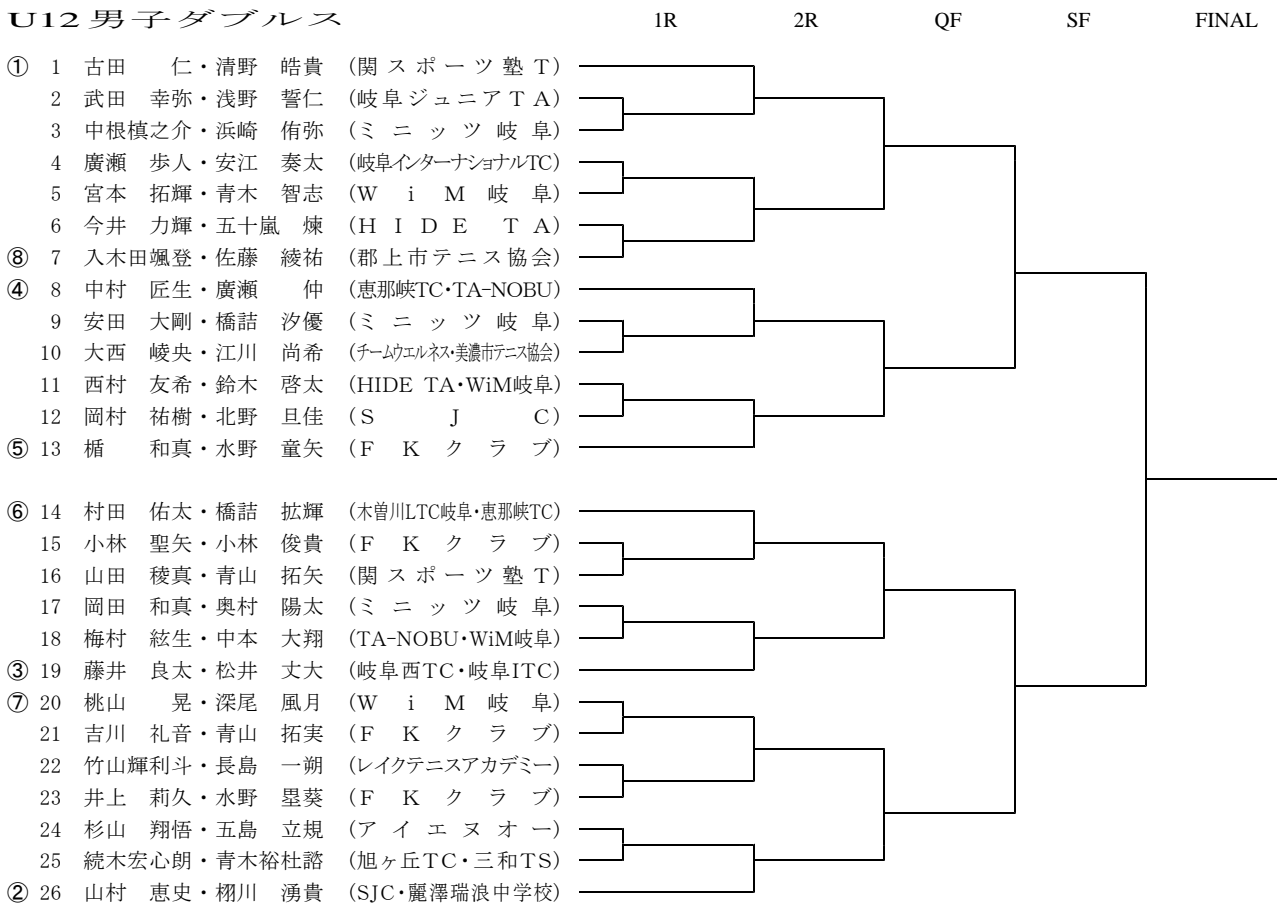 U12男子ダブルス 1R 2R QF SF FINAL
① 1 古田 仁・清野 皓貴 (関スポーツ塾T)
2 武田 幸弥・浅野 誓仁 (岐阜ジュニアTA)
3 中根槙之介・浜崎 侑弥 (ミニッツ岐阜)
4 廣瀬 歩人・安江 奏太 (岐阜インターナショナルTC)
5 宮本 拓輝・青木 智志 (WiM岐阜)
6 今井 力輝・五十嵐 煉 (HIDE TA)
⑧ 7 入木田颯登・佐藤 綾祐 (郡上市テニス協会)
④ 8 中村 匠生・廣瀬 仲 (恵那峡TC・TA-NOBU)
9 安田 大剛・橋詰 汐優 (ミニッツ岐阜)
10 大西 崚央・江川 尚希 (チームウエルネス・美濃市テニス協会)
11 西村 友希・鈴木 啓太 (HIDE TA・WiM岐阜)
12 岡村 祐樹・北野 旦佳 (SJC)
⑤ 13 楯 和真・水野 童矢 (FKクラブ)
⑥ 14 村田 佑太・橋詰 拡輝 (木曽川LTC岐阜・恵那峡TC)
15 小林 聖矢・小林 俊貴 (FKクラブ)
16 山田 稜真・青山 拓矢 (関スポーツ塾T)
17 岡田 和真・奥村 陽太 (ミニッツ岐阜)
18 梅村 絃生・中本 大翔 (TA-NOBU・WiM岐阜)
③ 19 藤井 良太・松井 丈大 (岐阜西TC・岐阜ITC)
⑦ 20 桃山 晃・深尾 風月 (WiM岐阜)
21 吉川 礼音・青山 拓実 (FKクラブ)
22 竹山輝利斗・長島 一朔 (レイクテニスアカデミー)
23 井上 莉久・水野 塁葵 (FKクラブ)
24 杉山 翔悟・五島 立規 (アイエヌオー)
25 続木宏心朗・青木裕杜諮 (旭ヶ丘TC・三和TS)
② 26 山村 恵史・栩川 湧貴 (SJC・麗澤瑞浪中学校)